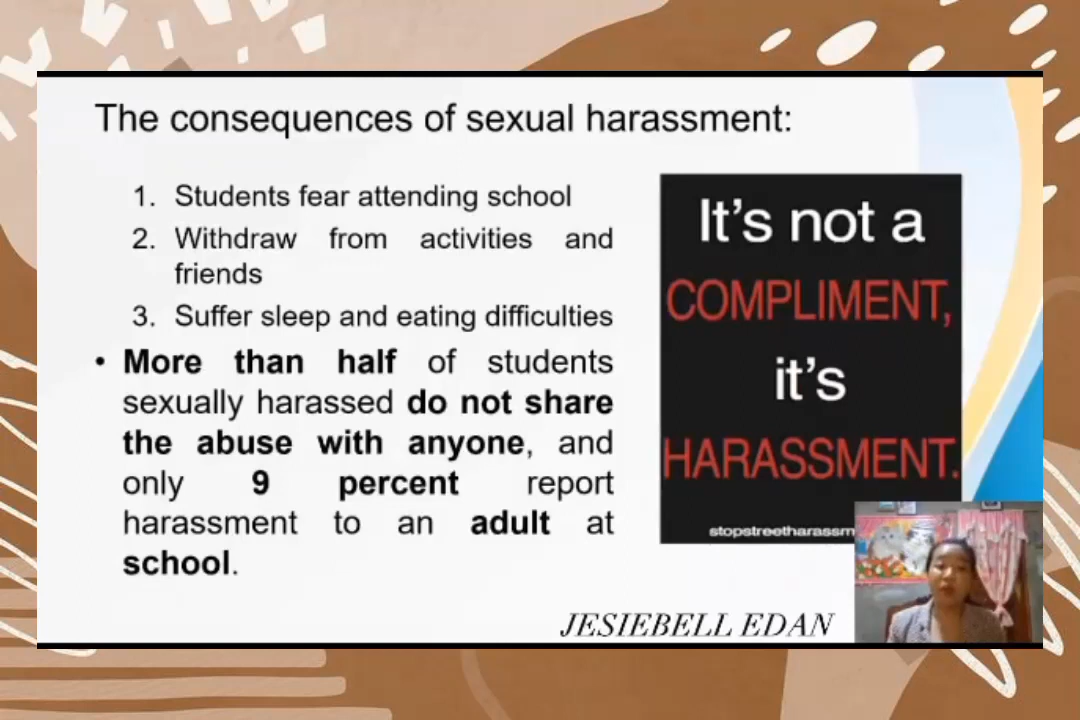 The consequences of sexual harassment:
1. Students fear attending school
2. Withdraw from activities and
friends
3. Suffer sleep and eating difficulties
• More than half of students
sexually harassed do not share
the abuse with anyone, and
only 9 percent report
harassment to an adult at
school.
It's not a
COMPLIMENT,
it's
HARASSMENT.
JESIEBELL EDAN